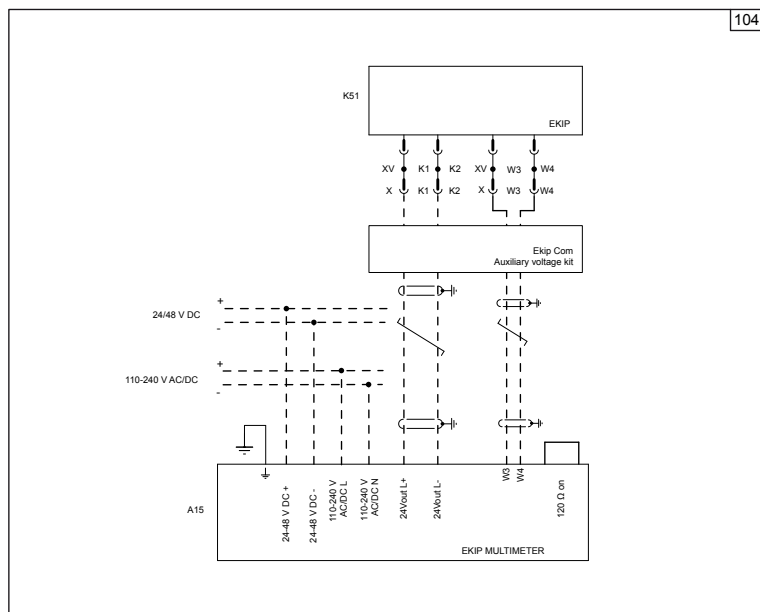 104
K51
EKIP
XV K1 K2 XV W3 W4
X K1 K2 X W3 W4
Ekip Com
Auxiliary voltage kit
+
24/48 V DC
-
+
110-240 V AC/DC
-
A15
24-48 V DC +
24-48 V DC -
110-240 V
AC/DC L
110-240 V
AC/DC N
24Vout L+
24Vout L-
W3
W4
120 Ω on
EKIP MULTIMETER